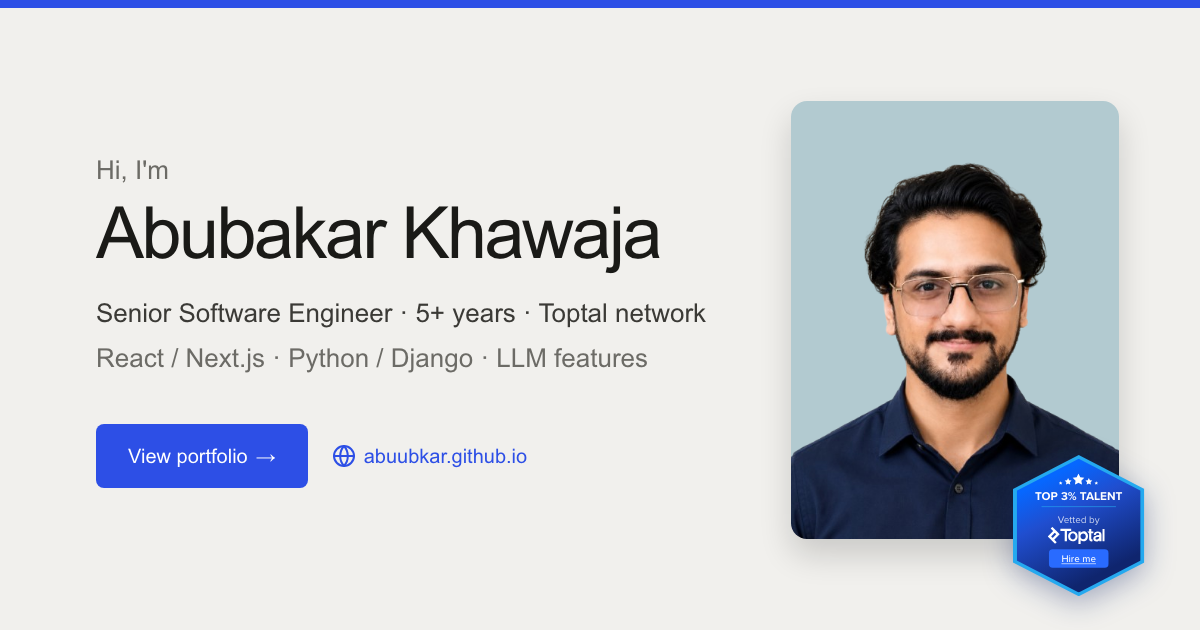 Hi, I'm
Abubakar Khawaja
Senior Software Engineer · 5+ years · Toptal network
React / Next.js · Python / Django · LLM features
View portfolio →
abuubkar.github.io
TOP 3% TALENT
Vetted by
Toptal
Hire me